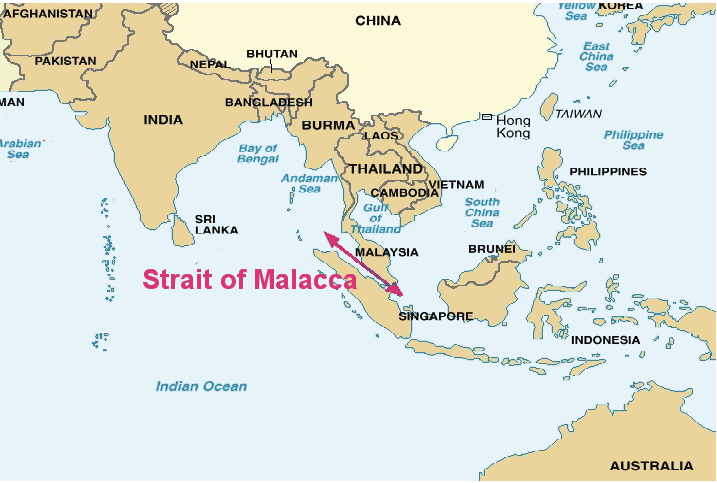 AFGHANISTAN
CHINA
Yellow
Sea
KOREA
East
China
Sea
PAKISTAN
NEPAL
BHUTAN
BANGLADESH
MAN
INDIA
BURMA
LAOS
Hong
Kong
TAIWAN
Arabian
Sea
Bay of
Bengal
Philippine
Sea
THAILAND
Andaman
Sea
CAMBODIA
VIETNAM
PHILIPPINES
Gulf
of
Thailand
South
China
Sea
SRI
LANKA
MALAYSIA
BRUNEI
Strait of Malacca
SINGAPORE
INDONESIA
Indian Ocean
AUSTRALIA